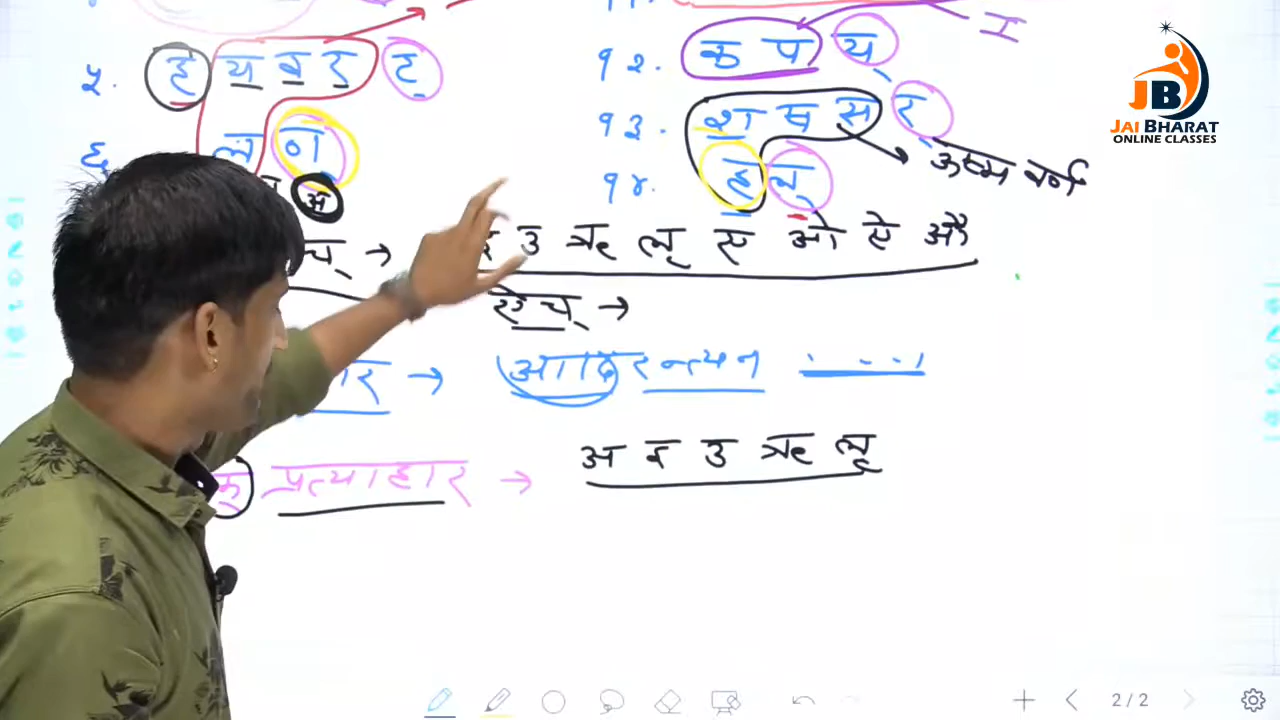 ५. ह य व र ट्
१२. क प य्
JB
JAI BHARAT
ONLINE CLASSES
६. ल ण
१३. श ष स र्
अ
१४. ह ल्
ऊष्म वर्ण
च् → इ उ ऋ लृ ए ओ ऐ औ
ऐच् →
→ आदिरन्त्येन
क् प्रत्याहार → अ इ उ ऋ लृ
2/2